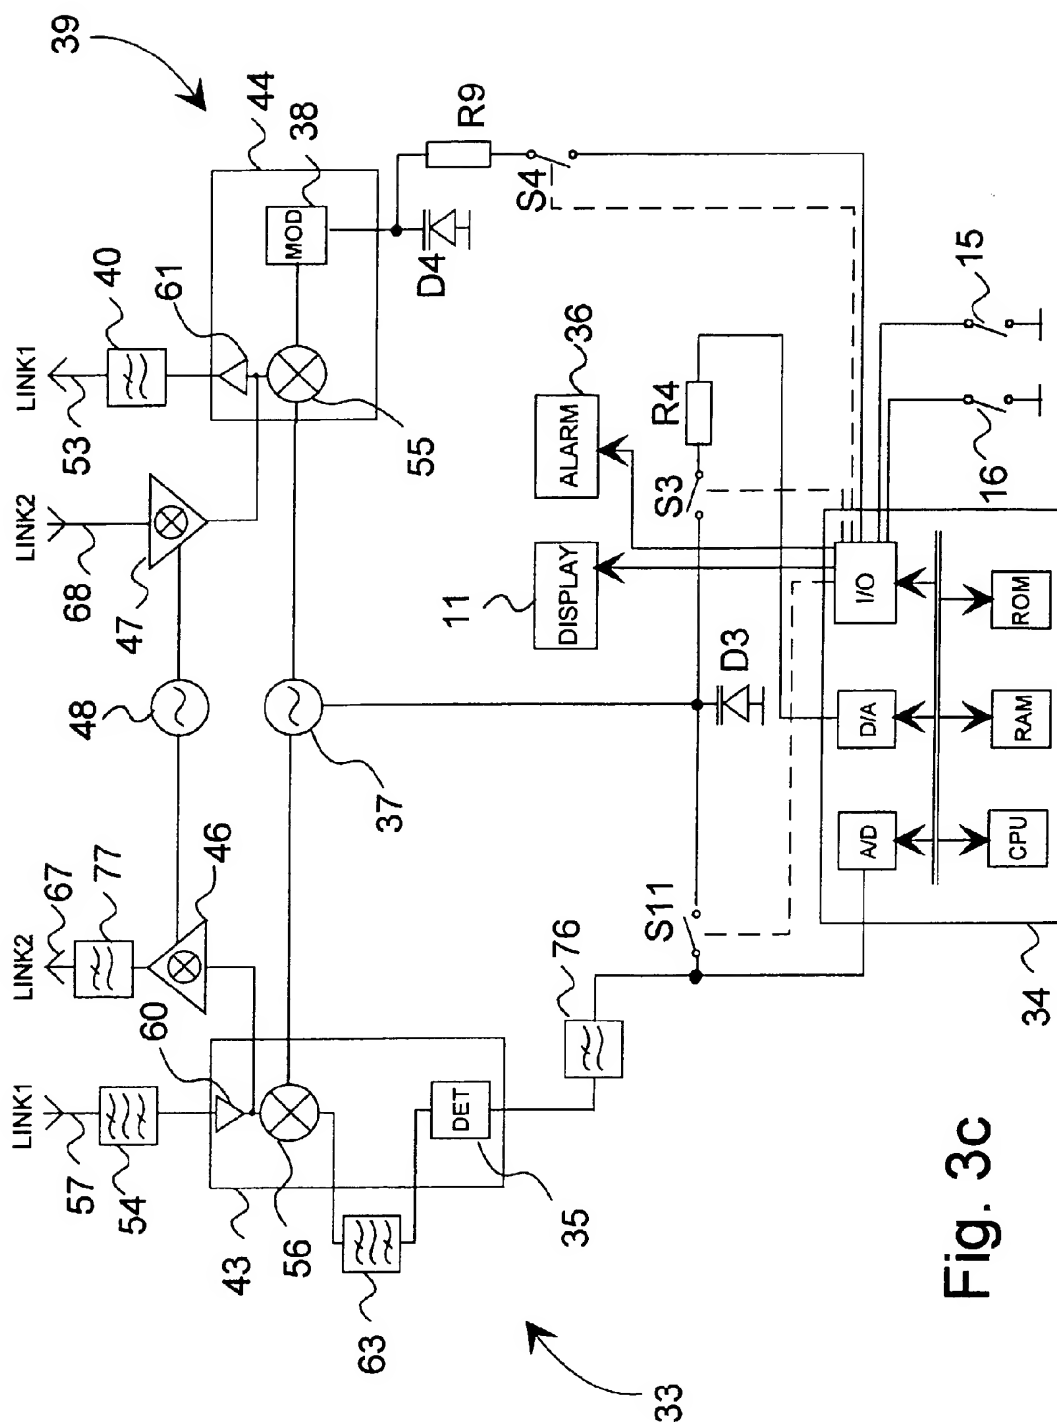 39
LINK1
57
54
60
43
56
63
35
33
LINK2
67
77
46
48
37
LINK2
68
47
LINK1
53
40
61
44
38
MOD
55
D4
R9
S4
DET
76
S11
D3
S3
R4
11
DISPLAY
ALARM
36
15
16
A/D
D/A
I/O
CPU
RAM
ROM
34
Fig. 3c